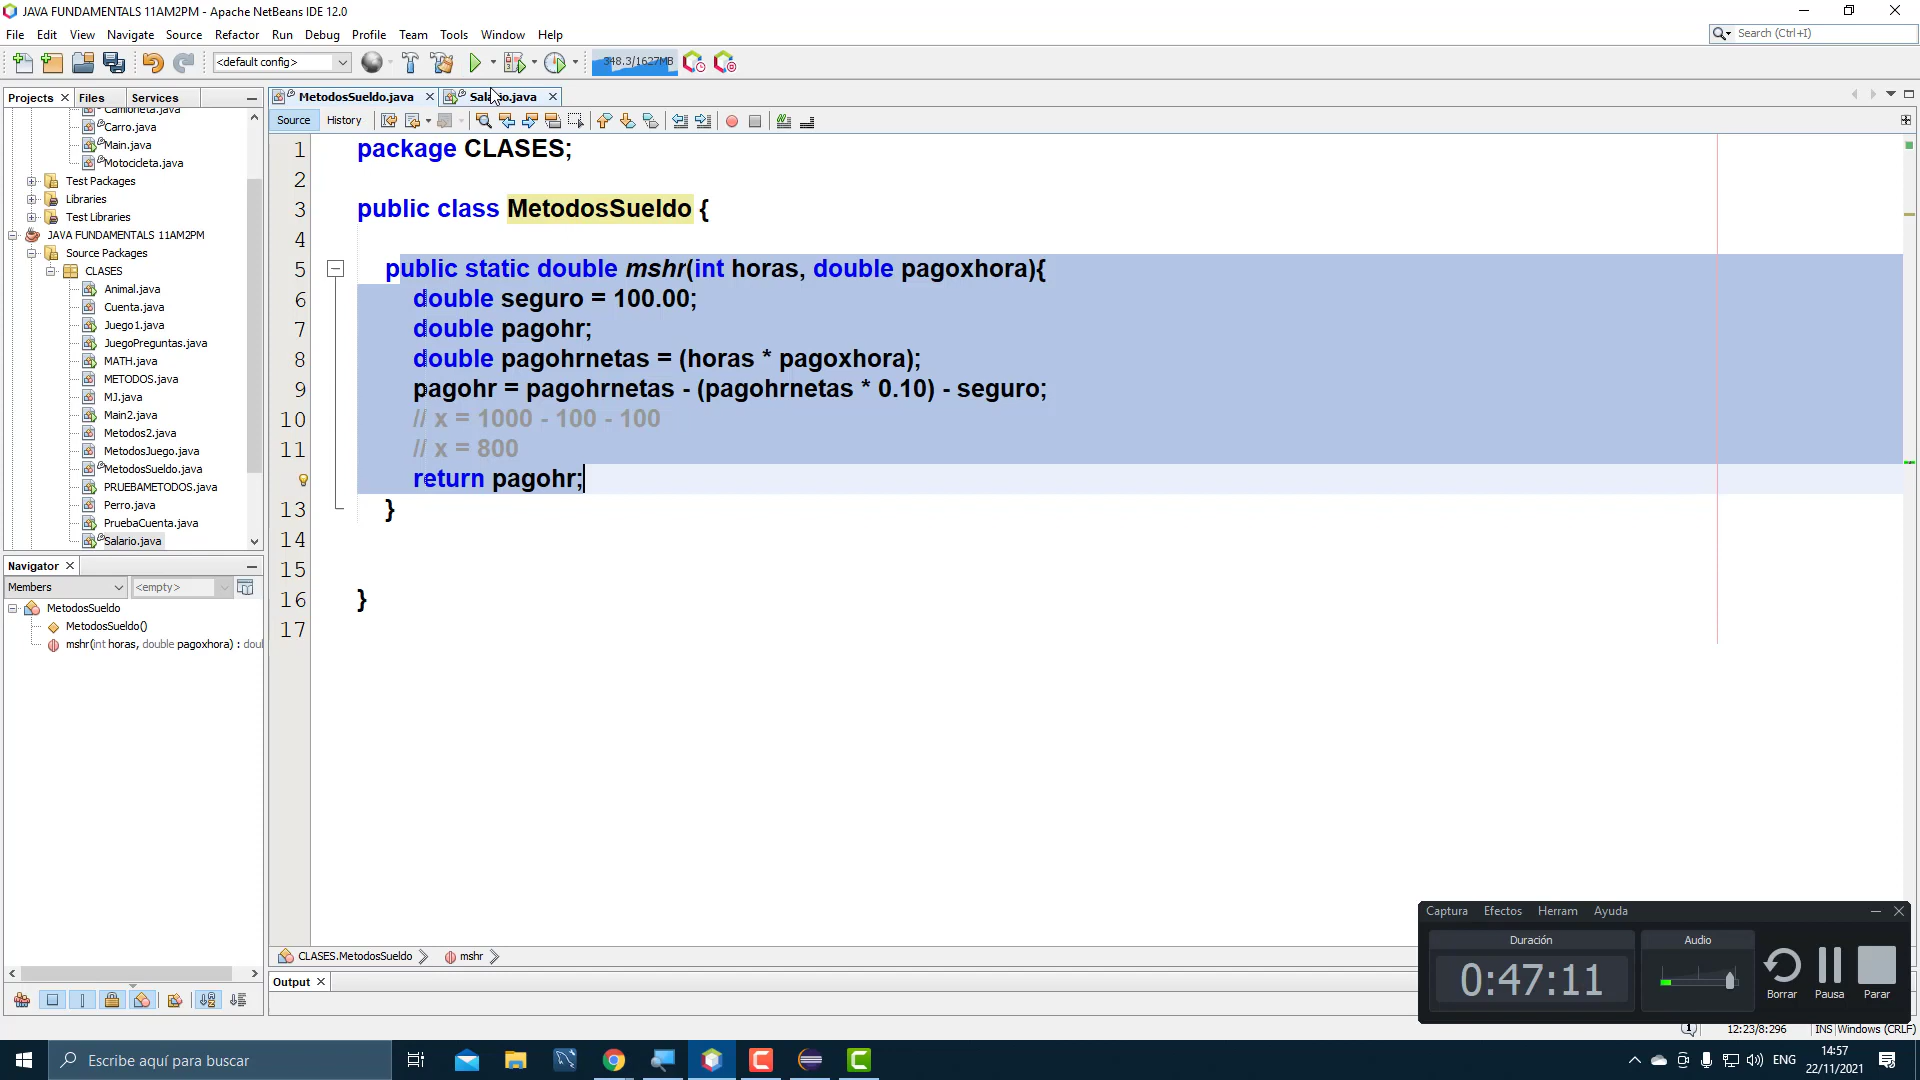 JAVA FUNDAMENTALS 11AM2PM - Apache NetBeans IDE 12.0
File Edit View Navigate Source Refactor Run Debug Profile Team Tools Window Help
Search (Ctrl+I)
<default config>
348.3/1627MB
Projects Files Services
MetodosSueldo.java Salario.java
Source History
Camioneta.java
Carro.java
Main.java
Motocicleta.java
Test Packages
Libraries
Test Libraries
JAVA FUNDAMENTALS 11AM2PM
Source Packages
CLASES
Animal.java
Cuenta.java
Juego1.java
JuegoPreguntas.java
MATH.java
METODOS.java
MJ.java
Main2.java
Metodos2.java
MetodosJuego.java
MetodosSueldo.java
PRUEBAMETODOS.java
Perro.java
PruebaCuenta.java
Salario.java
Navigator
Members <empty>
MetodosSueldo
MetodosSueldo()
mshr(int horas, double pagoxhora) : dou
1 package CLASES;
2
3 public class MetodosSueldo {
4
5 public static double mshr(int horas, double pagoxhora){
6 double seguro = 100.00;
7 double pagohr;
8 double pagohrnetas = (horas * pagoxhora);
9 pagohr = pagohrnetas - (pagohrnetas * 0.10) - seguro;
10 // x = 1000 - 100 - 100
11 // x = 800
return pagohr;
13 }
14
15
16 }
17
CLASES.MetodosSueldo mshr
Output
Captura Efectos Herram Ayuda
Duración
0:47:11
Audio
Borrar Pausa Parar
12:23/8:296 INS Windows (CRLF)
Escribe aquí para buscar
ENG
14:57
22/11/2021